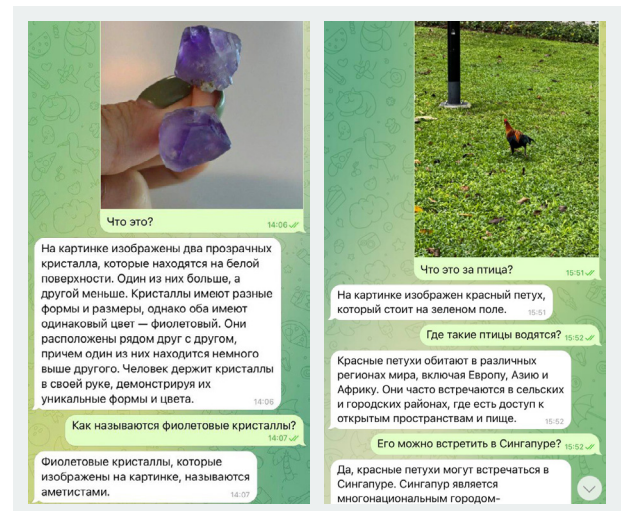 Что это?
14:06
На картинке изображены два прозрачных
кристалла, которые находятся на белой
поверхности. Один из них больше, а
другой меньше. Кристаллы имеют разные
формы и размеры, однако оба имеют
одинаковый цвет — фиолетовый. Они
расположены рядом друг с другом,
причем один из них находится немного
выше другого. Человек держит кристаллы
в своей руке, демонстрируя их
уникальные формы и цвета.
14:06
Как называются фиолетовые кристаллы?
14:07
Фиолетовые кристаллы, которые
изображены на картинке, называются
аметистами.
14:07
Что это за птица?
15:51
На картинке изображен красный петух,
который стоит на зеленом поле.
15:51
Где такие птицы водятся?
15:52
Красные петухи обитают в различных
регионах мира, включая Европу, Азию и
Африку. Они часто встречаются в сельских
и городских районах, где есть доступ к
открытым пространствам и пище.
15:52
Его можно встретить в Сингапуре?
15:52
Да, красные петухи могут встречаться в
Сингапуре. Сингапур является
многонациональным городом-